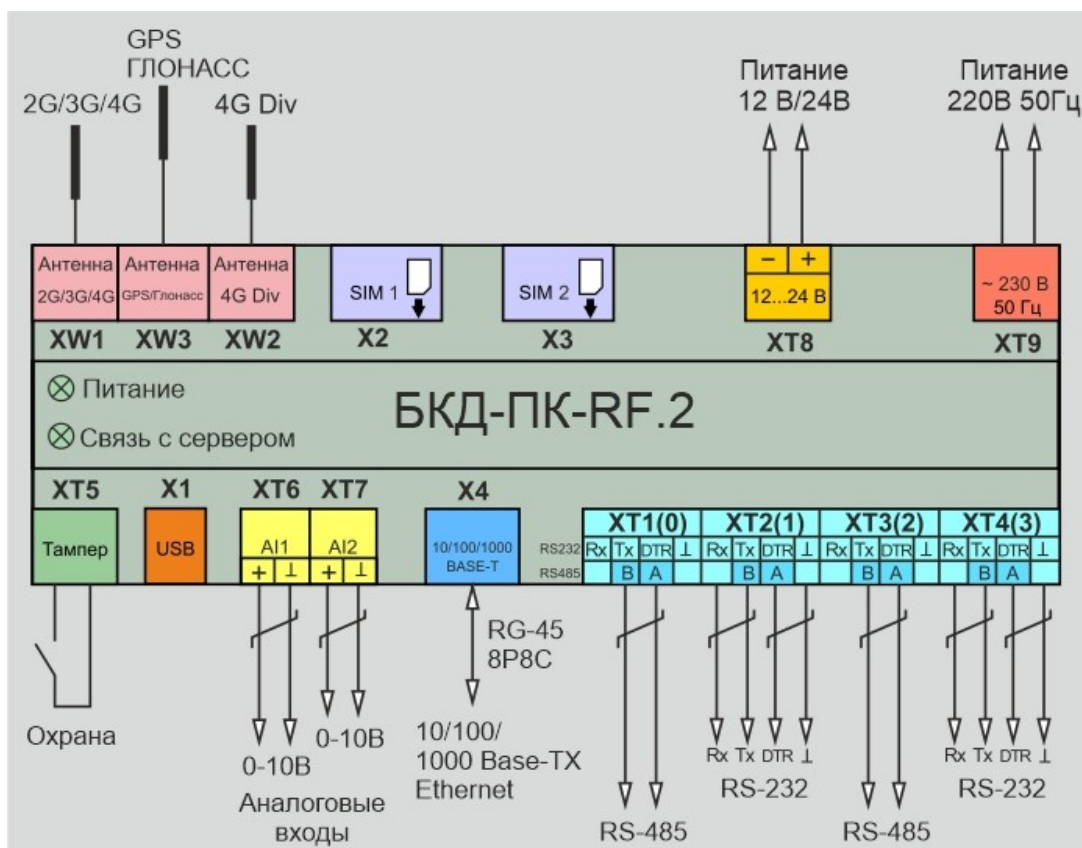 GPS
ГЛОНАСС
2G/3G/4G
4G Div
Питание
12 В/24В
Питание
220В 50Гц
Антенна
2G/3G/4G
Антенна
GPS/Глонасс
Антенна
4G Div
SIM 1
SIM 2
− +
12...24 В
~ 230 В
50 Гц
XW1 XW3 XW2 X2 X3 XT8 XT9
Питание
Связь с сервером
БКД-ПК-RF.2
XT5 X1 XT6 XT7 X4
Тампер
USB
AI1 AI2
+ ⊥ + ⊥
10/100/1000
BASE-T
XT1(0) XT2(1) XT3(2) XT4(3)
RS232 Rx Tx DTR ⊥ Rx Tx DTR ⊥ Rx Tx DTR ⊥ Rx Tx DTR ⊥
RS485 B A B A B A B A
Охрана
0-10В
0-10В
Аналоговые
входы
RG-45
8P8C
10/100/
1000 Base-TX
Ethernet
RS-485
Rx Tx DTR ⊥
RS-232
RS-485
Rx Tx DTR ⊥
RS-232